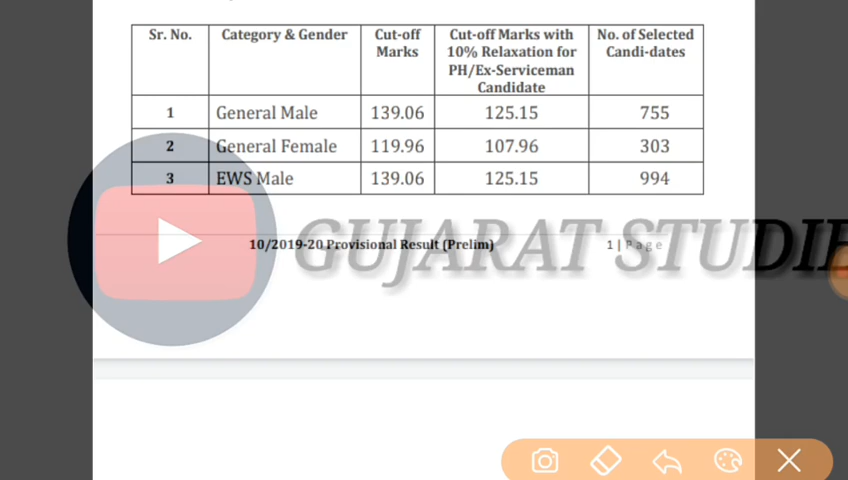 Sr. No. Category & Gender Cut-off Marks Cut-off Marks with 10% Relaxation for PH/Ex-Serviceman Candidate No. of Selected Candi-dates
1 General Male 139.06 125.15 755
2 General Female 119.96 107.96 303
3 EWS Male 139.06 125.15 994
10/2019-20 Provisional Result (Prelim) 1 | Page
GUJARAT STUDIE